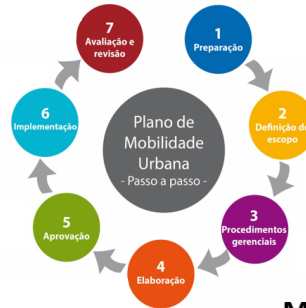 Plano de
Mobilidade
Urbana
- Passo a passo -
1
Preparação
2
Definição do
escopo
3
Procedimentos
gerenciais
4
Elaboração
5
Aprovação
6
Implementação
7
Avaliação e
revisão